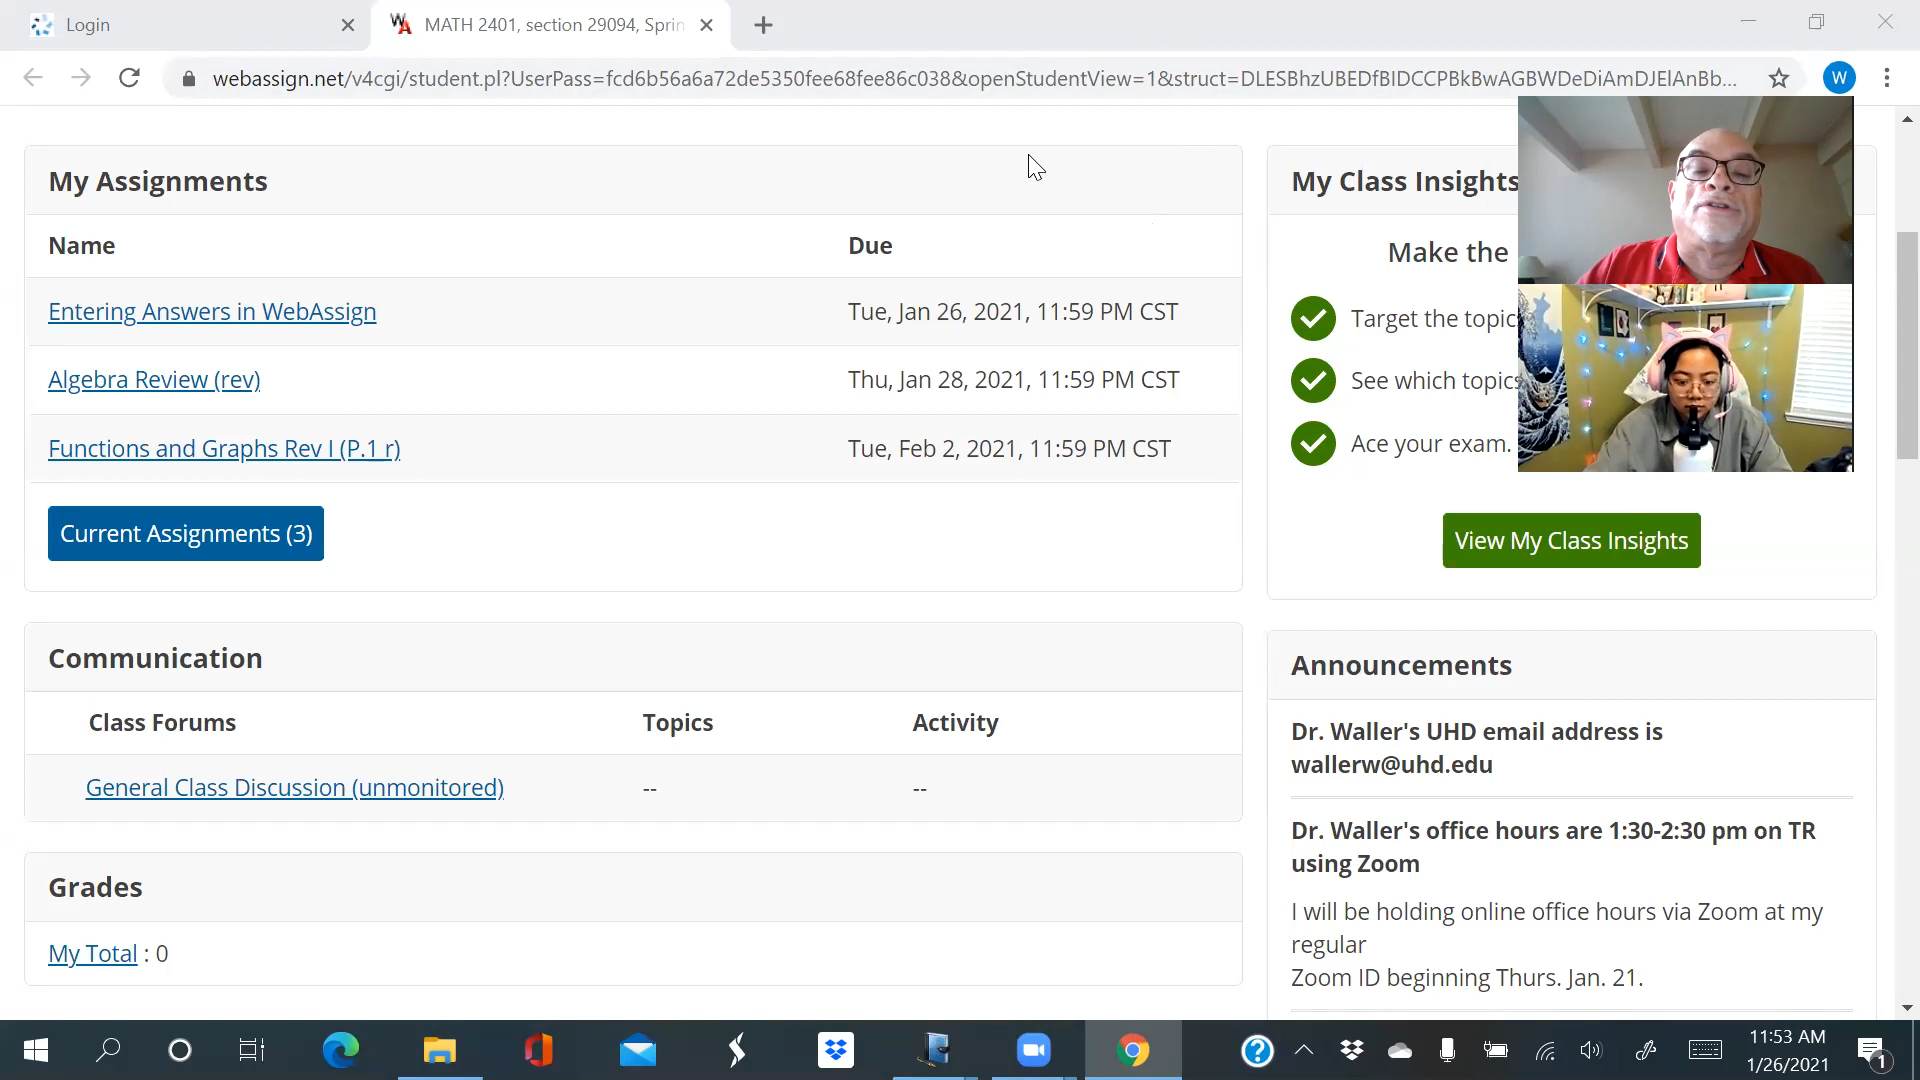 Login
MATH 2401, section 29094, Sprin
webassign.net/v4cgi/student.pl?UserPass=fcd6b56a6a72de5350fee68fee86c038&openStudentView=1&struct=DLESBhzUBEDfBIDCCPBkBwAGBWDeDiAmDJElAnBb...
W
My Assignments
Name Due
Entering Answers in WebAssign Tue, Jan 26, 2021, 11:59 PM CST
Algebra Review (rev) Thu, Jan 28, 2021, 11:59 PM CST
Functions and Graphs Rev I (P.1_r) Tue, Feb 2, 2021, 11:59 PM CST
Current Assignments (3)
Communication
Class Forums Topics Activity
General Class Discussion (unmonitored) -- --
Grades
My Total : 0
My Class Insights
Make the
Target the topic
See which topics
Ace your exam.
View My Class Insights
Announcements
Dr. Waller's UHD email address is
wallerw@uhd.edu
Dr. Waller's office hours are 1:30-2:30 pm on TR
using Zoom
I will be holding online office hours via Zoom at my
regular
Zoom ID beginning Thurs. Jan. 21.
11:53 AM
1/26/2021
1